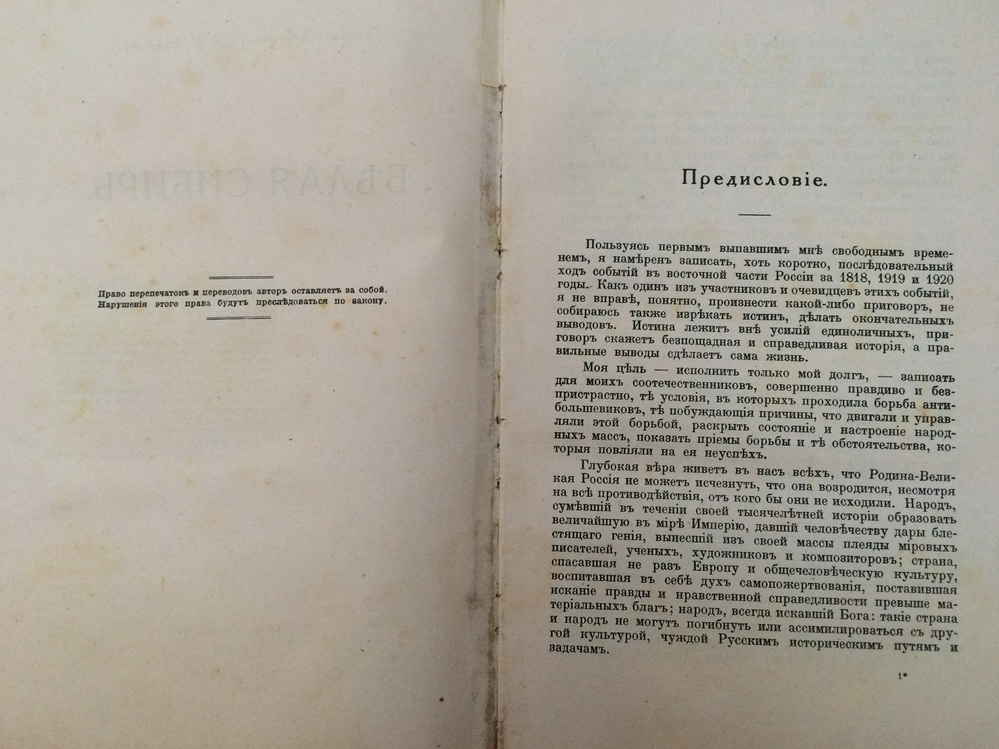 БѢЛАЯ СИБИРЬ
Право перепечатокъ и переводовъ авторъ оставляетъ за собой.
Нарушенія этого права будутъ преслѣдоваться по закону.
Предисловіе.
Пользуясь первымъ выпавшимъ мнѣ свободнымъ време-
немъ, я намѣренъ записать, хоть коротко, послѣдовательный
ходъ событій въ восточной части Россіи за 1818, 1919 и 1920
годы. Какъ одинъ изъ участниковъ и очевидцевъ этихъ событій,
я не вправѣ, понятно, произнести какой-либо приговоръ, не
собираюсь также изрѣкать истинъ, дѣлать окончательныхъ
выводовъ. Истина лежитъ внѣ усилій единоличныхъ, при-
говоръ скажетъ безпощадная и справедливая исторія, а пра-
вильные выводы сдѣлаетъ сама жизнь.
Моя цѣль — исполнить только мой долгъ, — записать
для моихъ соотечественниковъ, совершенно правдиво и без-
пристрастно, тѣ условія, въ которыхъ проходила борьба анти-
большевиковъ, тѣ побуждающія причины, что двигали и управ-
ляли этой борьбой, раскрыть состояніе и настроеніе народ-
ныхъ массъ, показать пріемы борьбы и тѣ обстоятельства, ко-
торыя повліяли на ея неуспѣхъ.
Глубокая вѣра живетъ въ насъ всѣхъ, что Родина-Вели-
кая Россія не можетъ исчезнуть, что она возродится, несмотря
на всѣ противодѣйствія, отъ кого бы они не исходили. Народъ,
сумѣвшій въ теченіи своей тысячелѣтней исторіи образовать
величайшую въ мірѣ Имперію, давшій человѣчеству дары бле-
стящаго генія, вынесшій изъ своей массы плеяды міровыхъ
писателей, ученыхъ, художниковъ и композиторовъ; страна,
спасавшая не разъ Европу и общечеловѣческую культуру,
воспитавшая въ себѣ духъ самопожертвованія, поставившая
исканіе правды и нравственной справедливости превыше ма-
теріальныхъ благъ; народъ, всегда искавшій Бога: такіе страна
и народъ не могутъ погибнуть или ассимилироваться съ дру-
гой культурой, чуждой Русскимъ историческимъ путямъ и
задачамъ.
1*